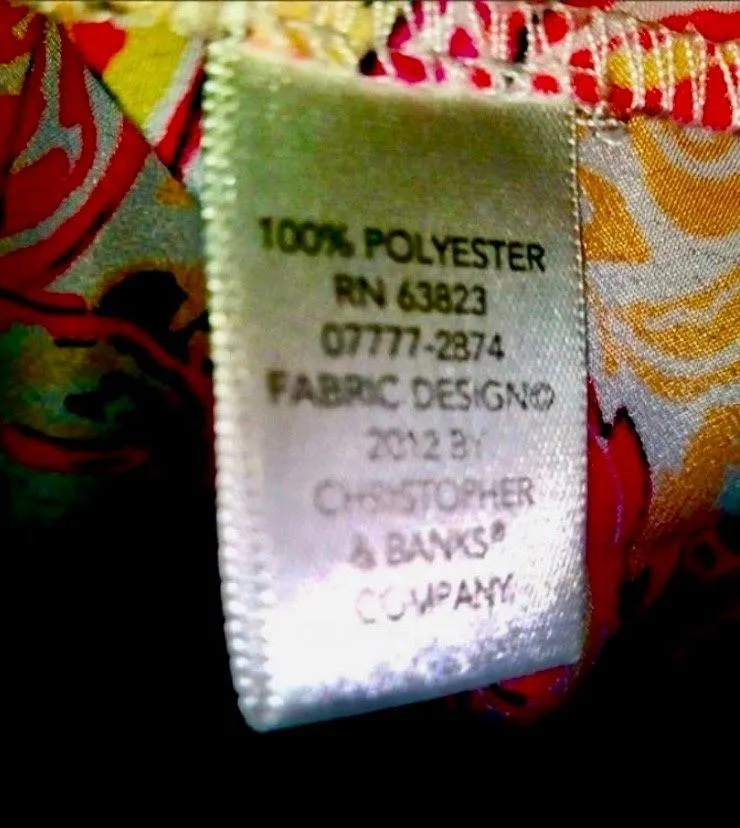 100% POLYESTER
RN 63823
07777-2874
FABRIC DESIGN©
2012 BY
CHRISTOPHER
& BANKS®
COMPANY